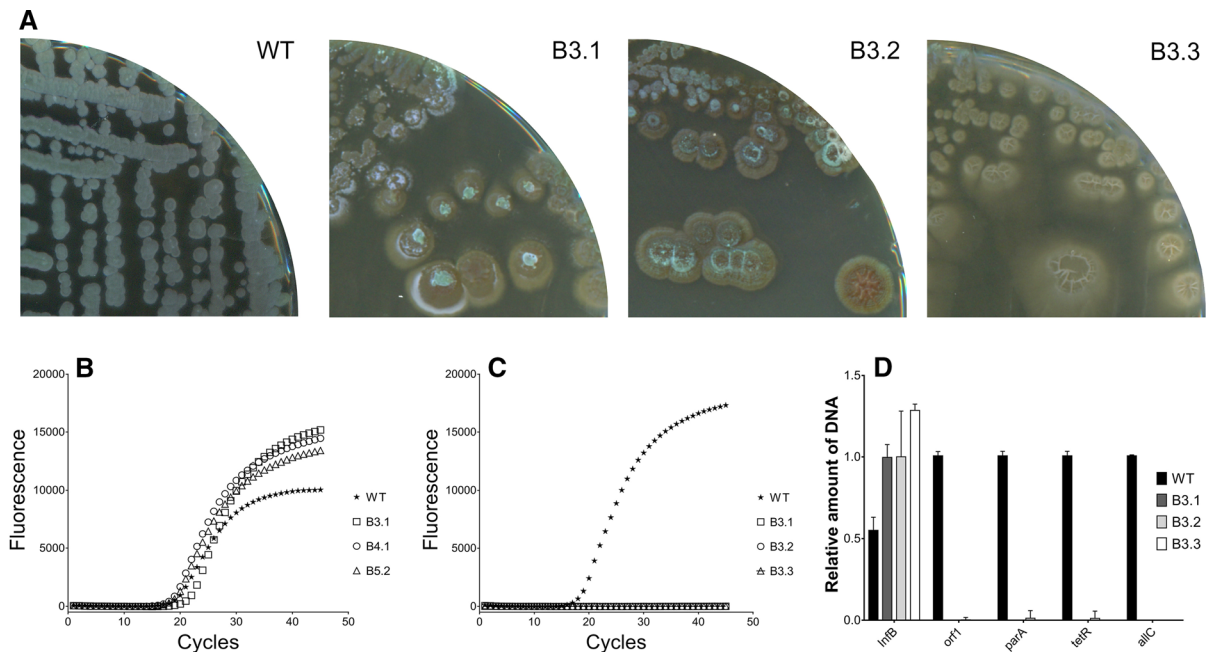 A
WT
B3.1
B3.2
B3.3
B
20000
15000
10000
5000
0
Fluorescence
0 10 20 30 40 50
Cycles
WT
B3.1
B4.1
B5.2
C
20000
15000
10000
5000
0
Fluorescence
0 10 20 30 40 50
Cycles
WT
B3.1
B3.2
B3.3
D
1.5
1.0
0.5
0.0
Relative amount of DNA
InfB orf1 parA tetR allC
WT
B3.1
B3.2
B3.3